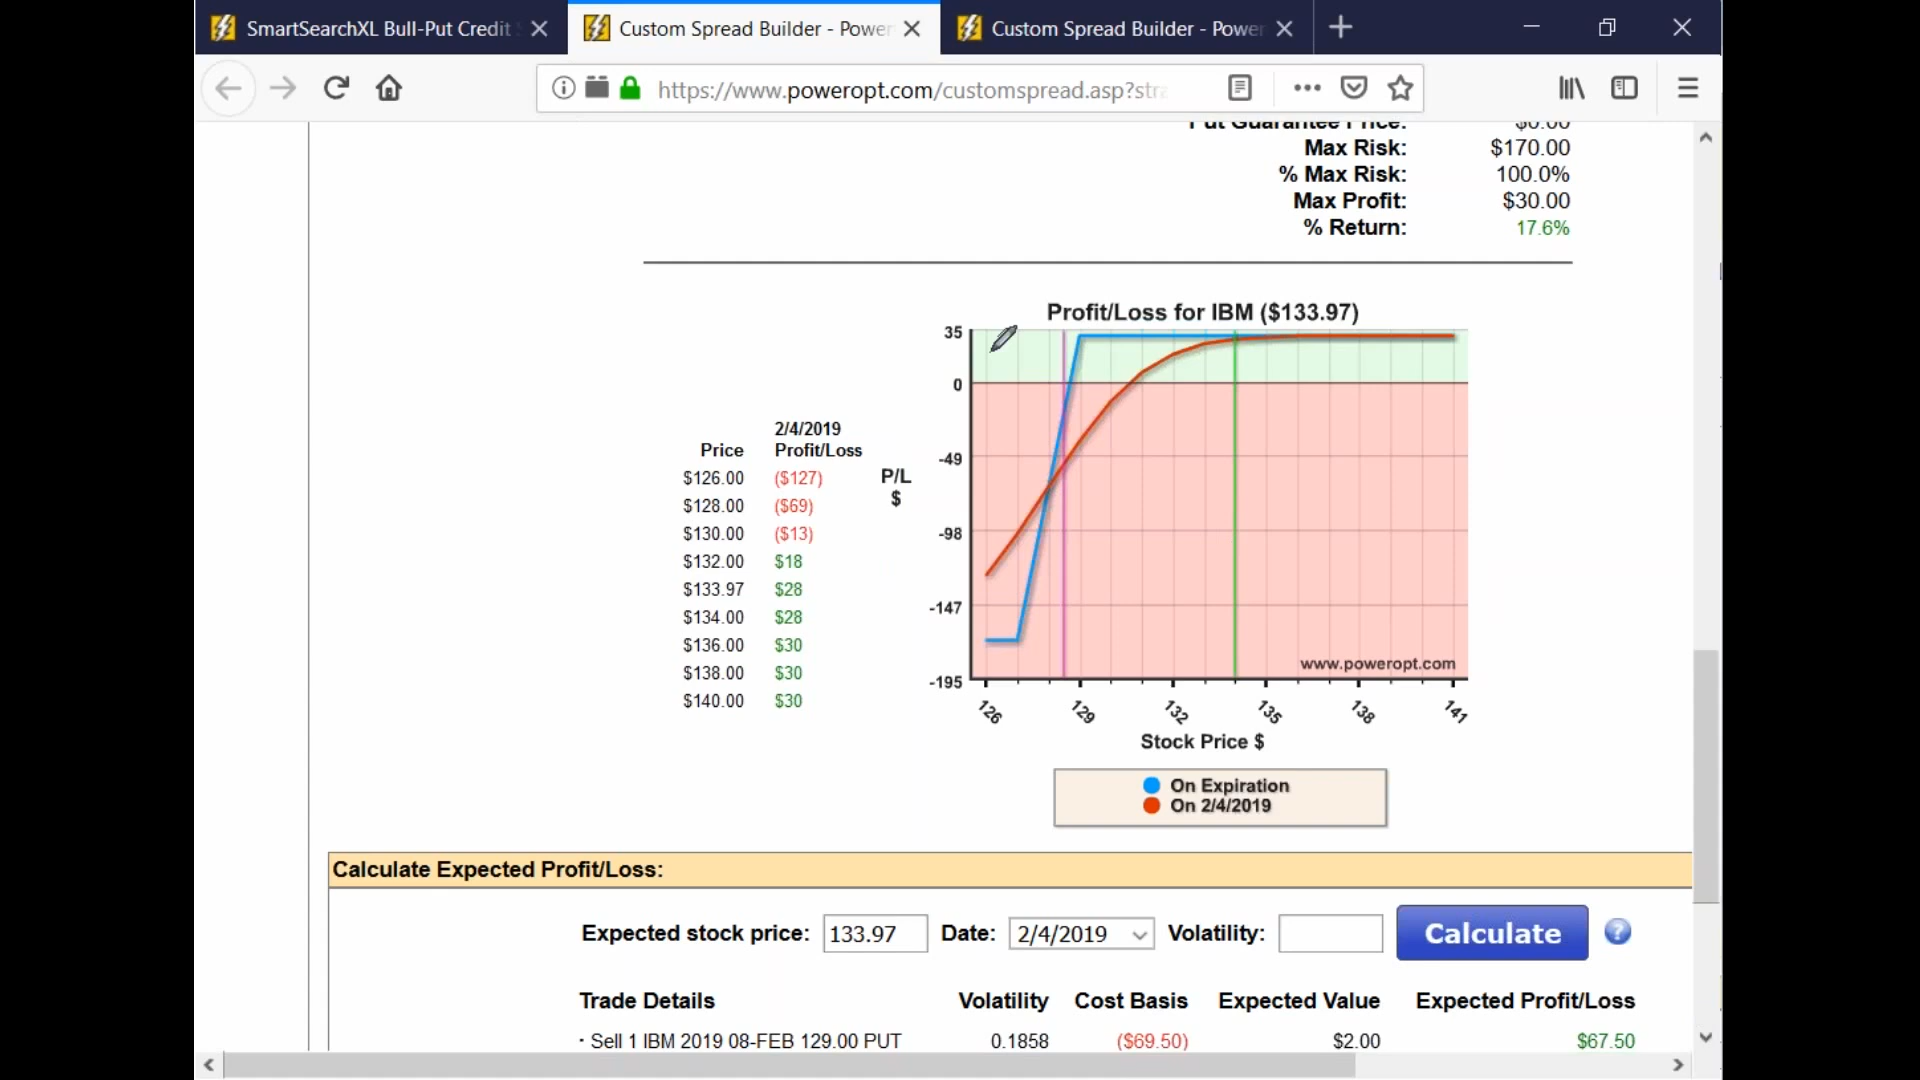 SmartSearchXL Bull-Put Credit
Custom Spread Builder - Power
Custom Spread Builder - Power
https://www.poweropt.com/customspread.asp?stra
Put Guarantee Price: $0.00
Max Risk: $170.00
% Max Risk: 100.0%
Max Profit: $30.00
% Return: 17.6%
Profit/Loss for IBM ($133.97)
35
0
-49
-98
-147
-195
P/L
$
www.poweropt.com
126 129 132 135 138 141
Stock Price $
On Expiration
On 2/4/2019
2/4/2019
Price Profit/Loss
$126.00 ($127)
$128.00 ($69)
$130.00 ($13)
$132.00 $18
$133.97 $28
$134.00 $28
$136.00 $30
$138.00 $30
$140.00 $30
Calculate Expected Profit/Loss:
Expected stock price: 133.97 Date: 2/4/2019 Volatility: Calculate ?
Trade Details Volatility Cost Basis Expected Value Expected Profit/Loss
· Sell 1 IBM 2019 08-FEB 129.00 PUT 0.1858 ($69.50) $2.00 $67.50